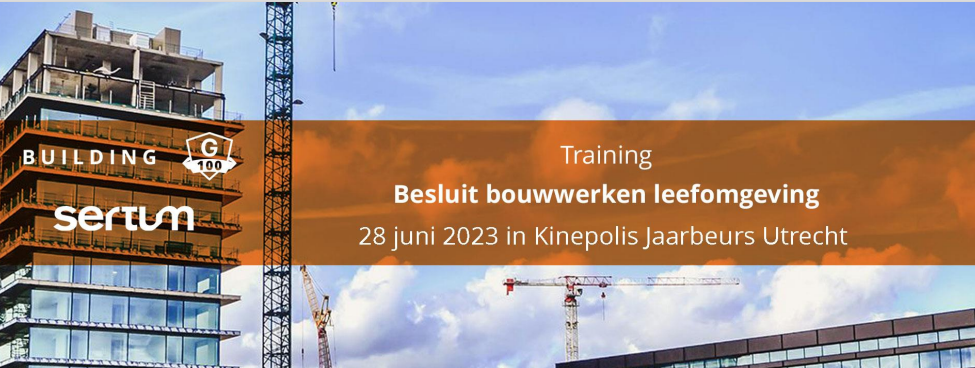 BUILDING
G
100
sertum
Training
Besluit bouwwerken leefomgeving
28 juni 2023 in Kinepolis Jaarbeurs Utrecht